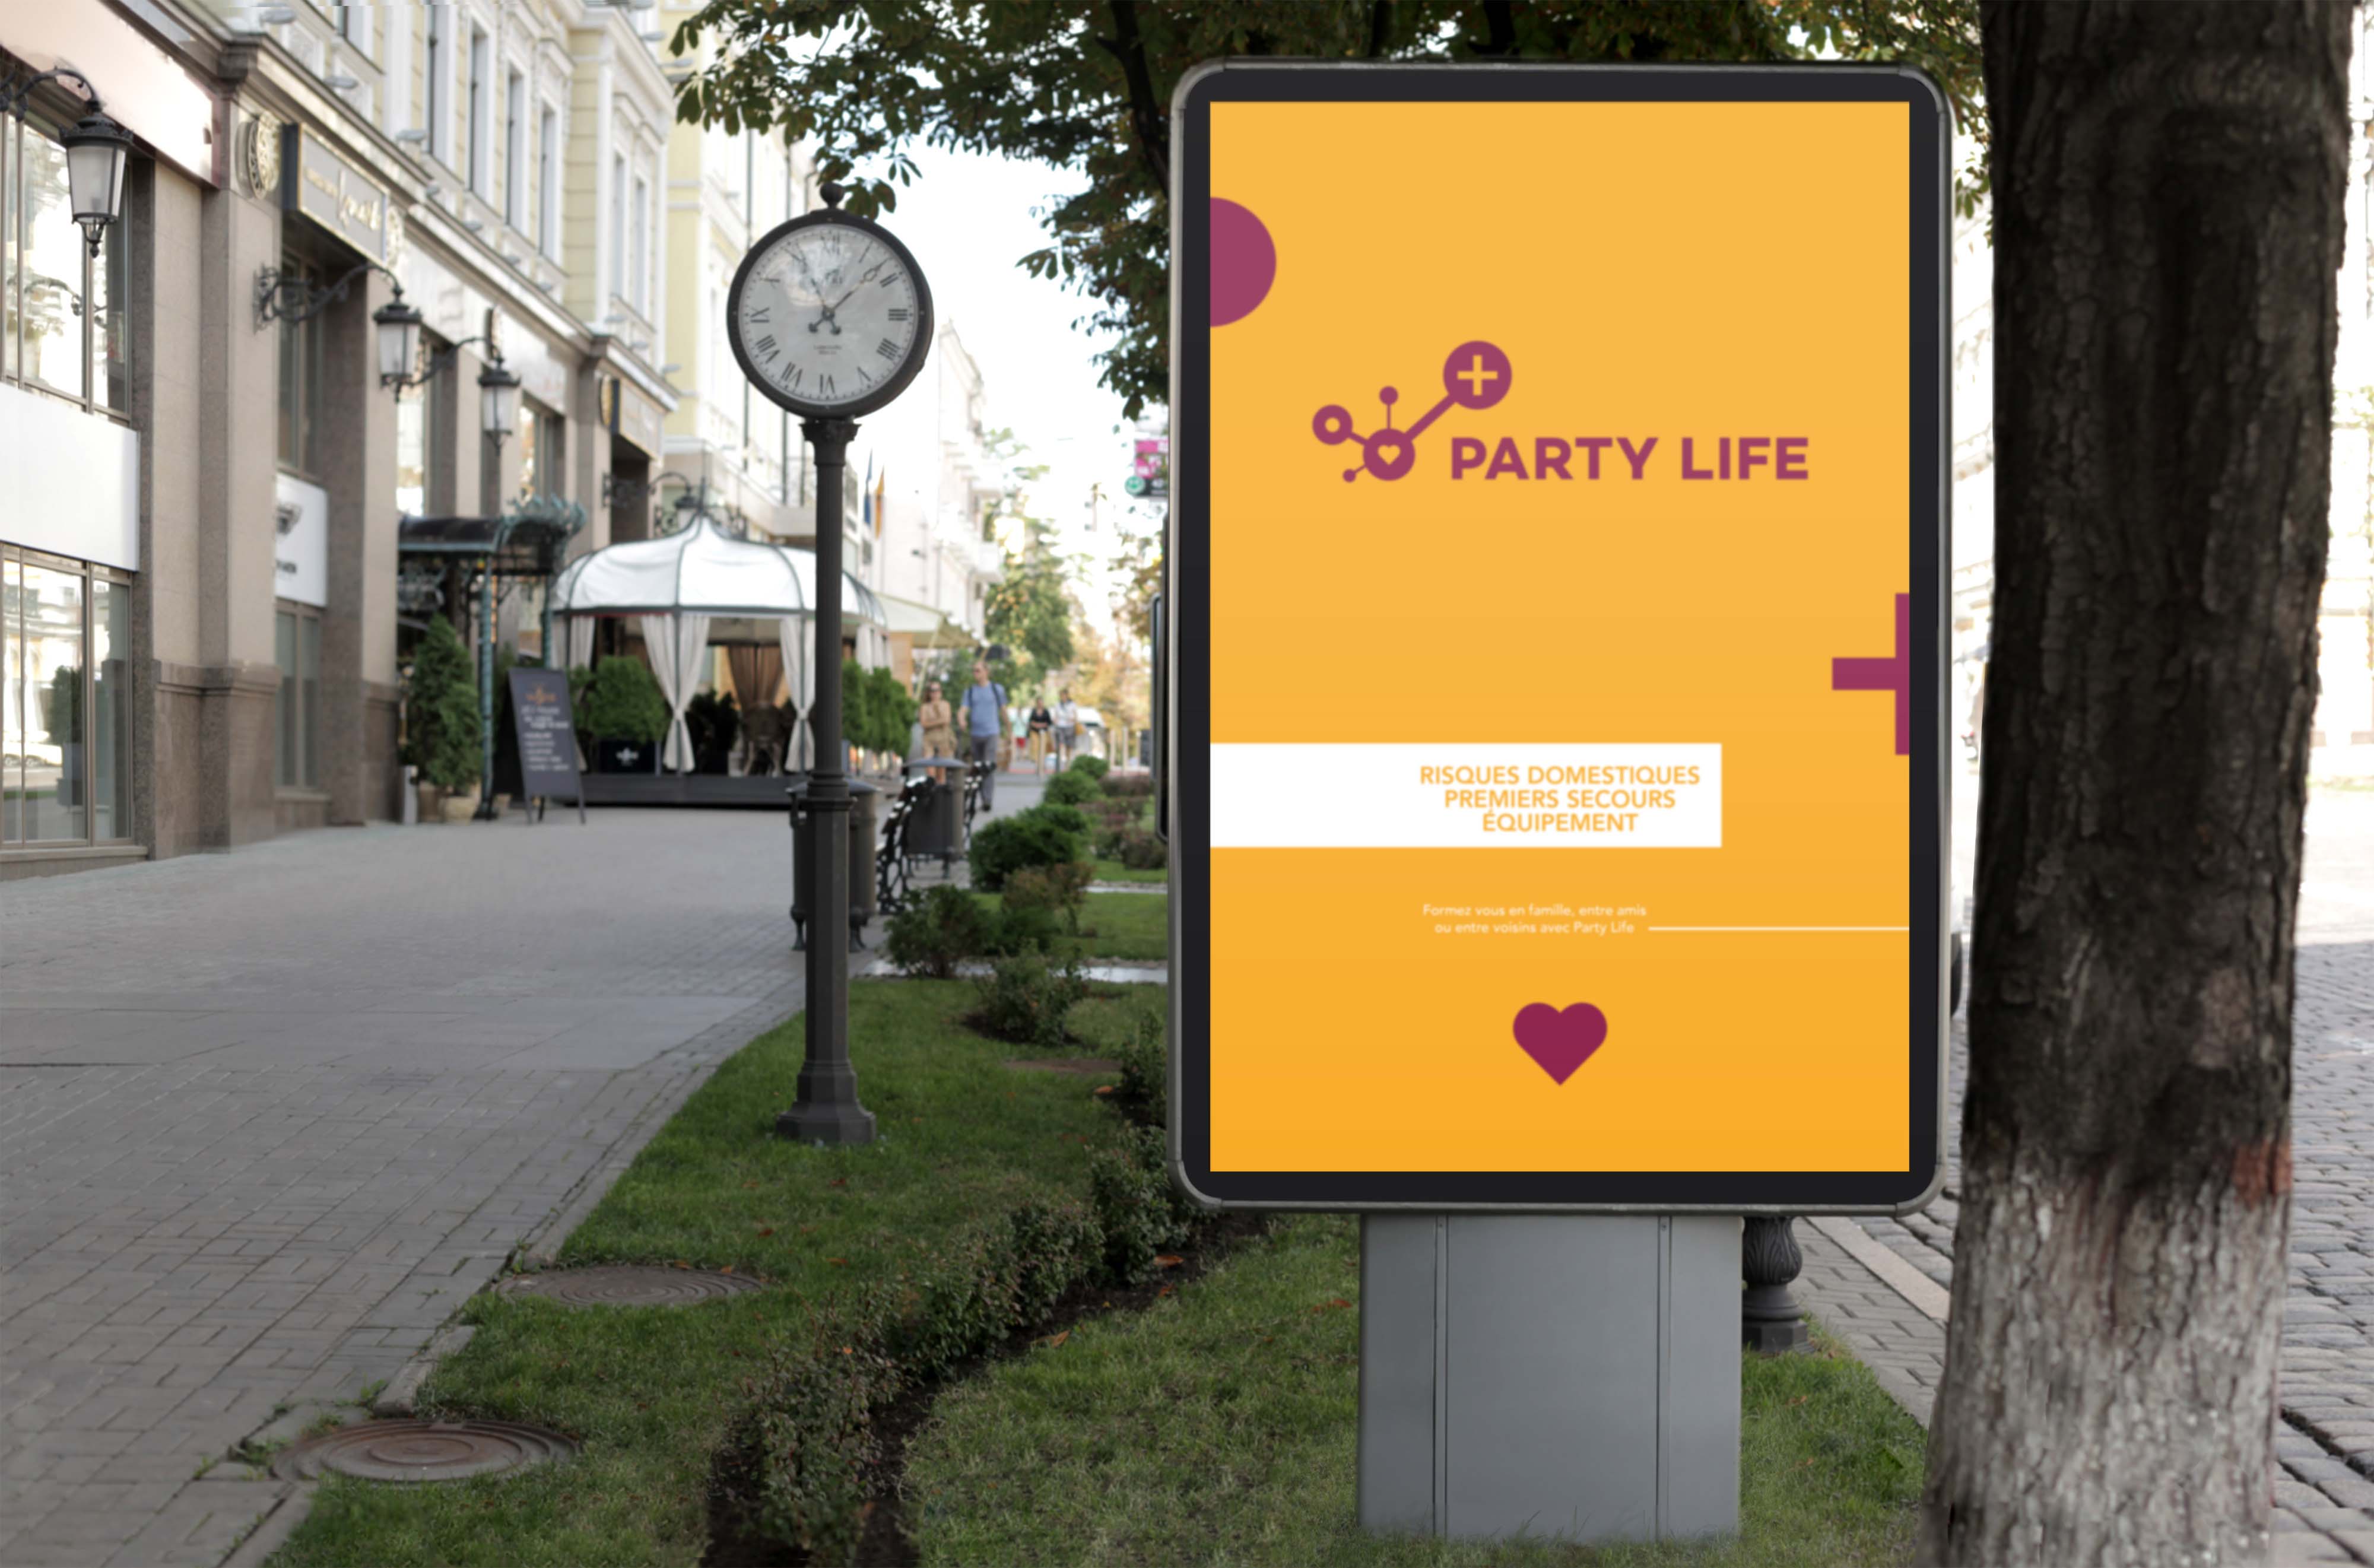 PARTY LIFE
RISQUES DOMESTIQUES
PREMIERS SECOURS
ÉQUIPEMENT
Formez vous en famille, entre amis
ou entre voisins avec Party Life